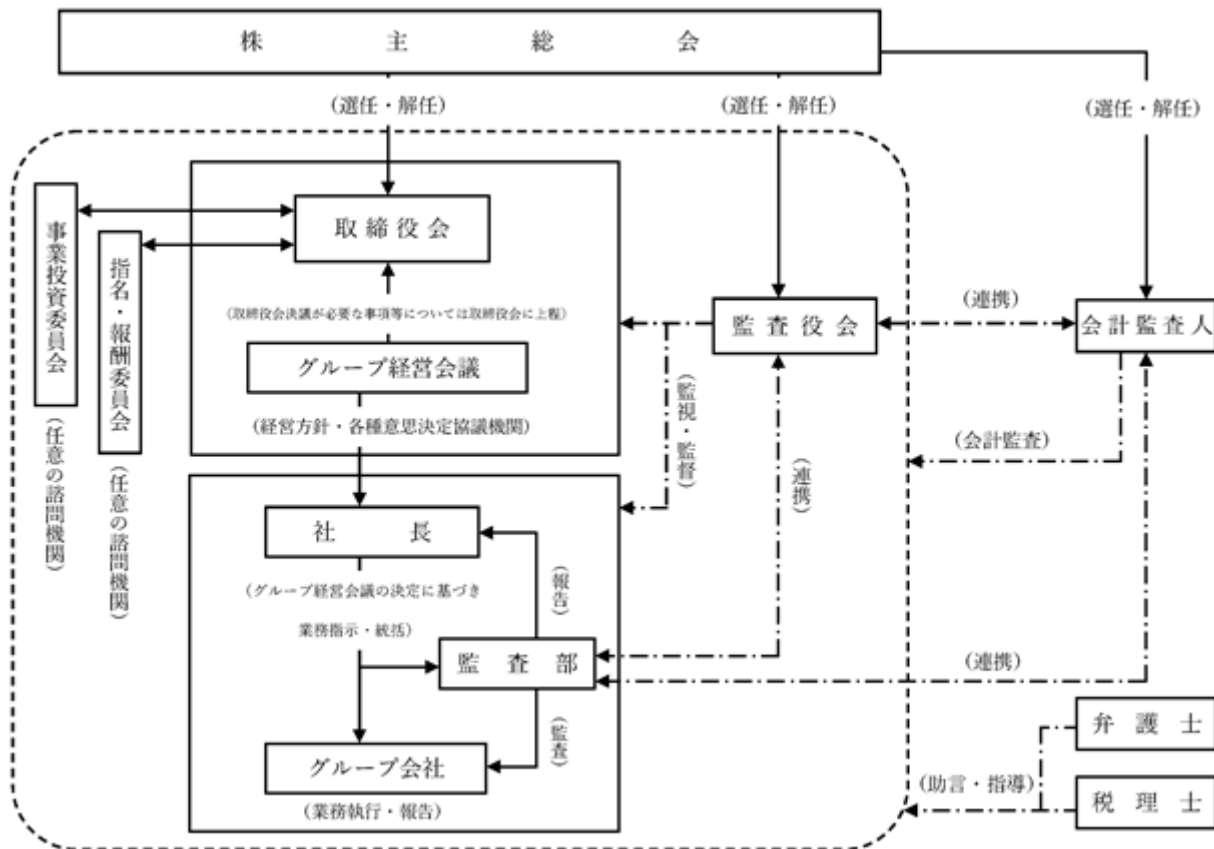 株主総会
(選任・解任)
(選任・解任)
(選任・解任)
取締役会
事業投資委員会
(任意の諮問機関)
指名・報酬委員会
(任意の諮問機関)
(取締役会決議が必要な事項等については取締役会に上程)
グループ経営会議
(経営方針・各種意思決定協議機関)
監査役会
(連携)
会計監査人
(監視・監督)
(連携)
(会計監査)
社長
(グループ経営会議の決定に基づき
業務指示・統括)
(報告)
監査部
(連携)
(監査)
グループ会社
(業務執行・報告)
弁護士
(助言・指導)
税理士